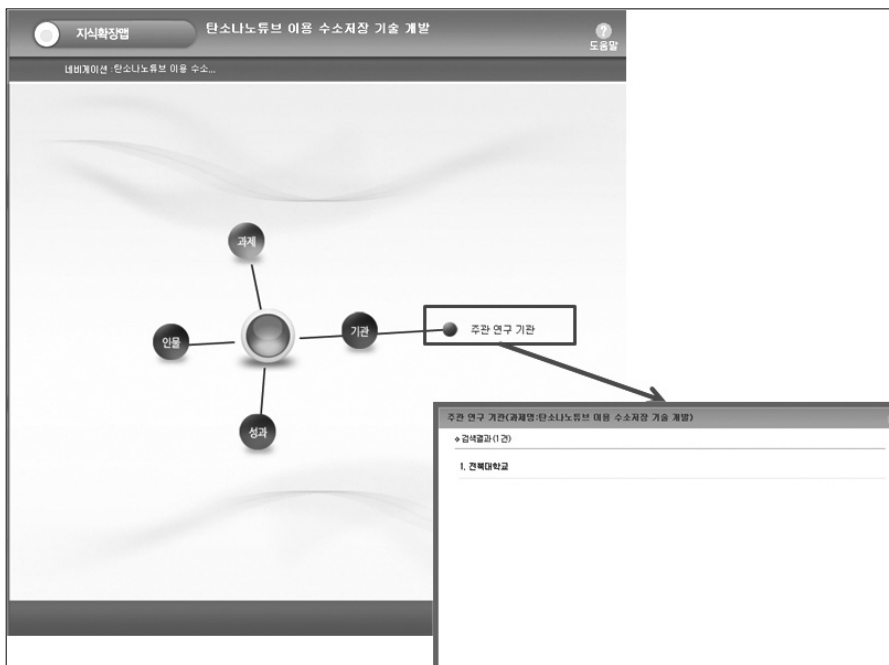 지식확장맵
탄소나노튜브 이용 수소저장 기술 개발
?
도움말
네비게이션 :탄소나노튜브 이용 수소...
과제
인물
기관
주관 연구 기관
성과
주관 연구 기관(과제명:탄소나노튜브 이용 수소저장 기술 개발)
검색결과(1건)
1. 전북대학교